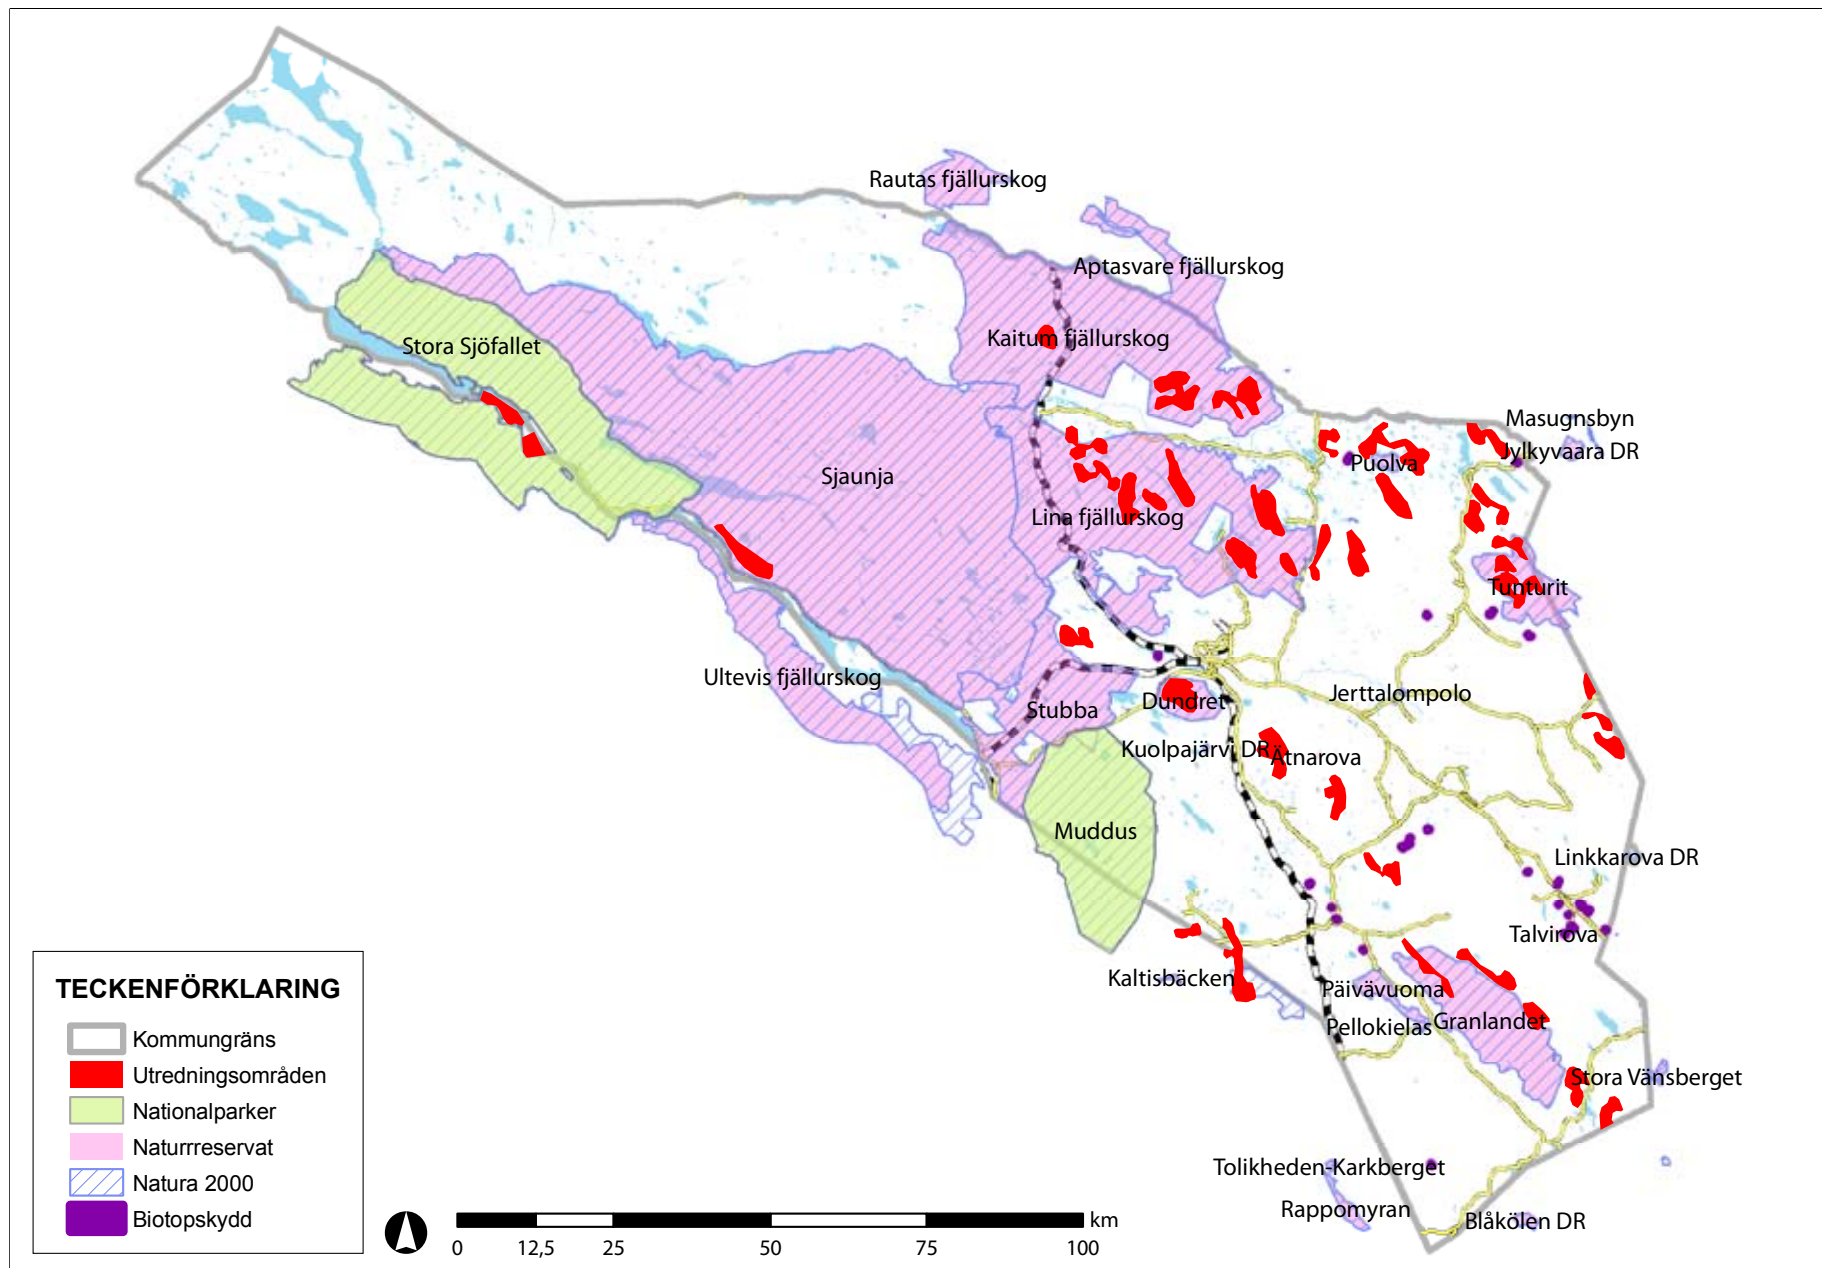 Rautas fjällurskog
Aptasvare fjällurskog
Kaitum fjällurskog
Stora Sjöfallet
Masugnsbyn
Jylkyvaara DR
Puolva
Sjaunja
Lina fjällurskog
Tunturit
Ultevis fjällurskog
Stubba
Dundret
Jerttalompolo
Kuolpajärvi DR
Ätnarova
Muddus
Linkkarova DR
Talvirova
Kaltisbäcken
Päivävuoma
Pellokielas
Granlandet
Stora Vänsberget
Tolikheden-Karkberget
Rappomyran
Blåkölen DR
TECKENFÖRKLARING
Kommungräns
Utredningsområden
Nationalparker
Naturrreservat
Natura 2000
Biotopskydd
km
0 12,5 25 50 75 100